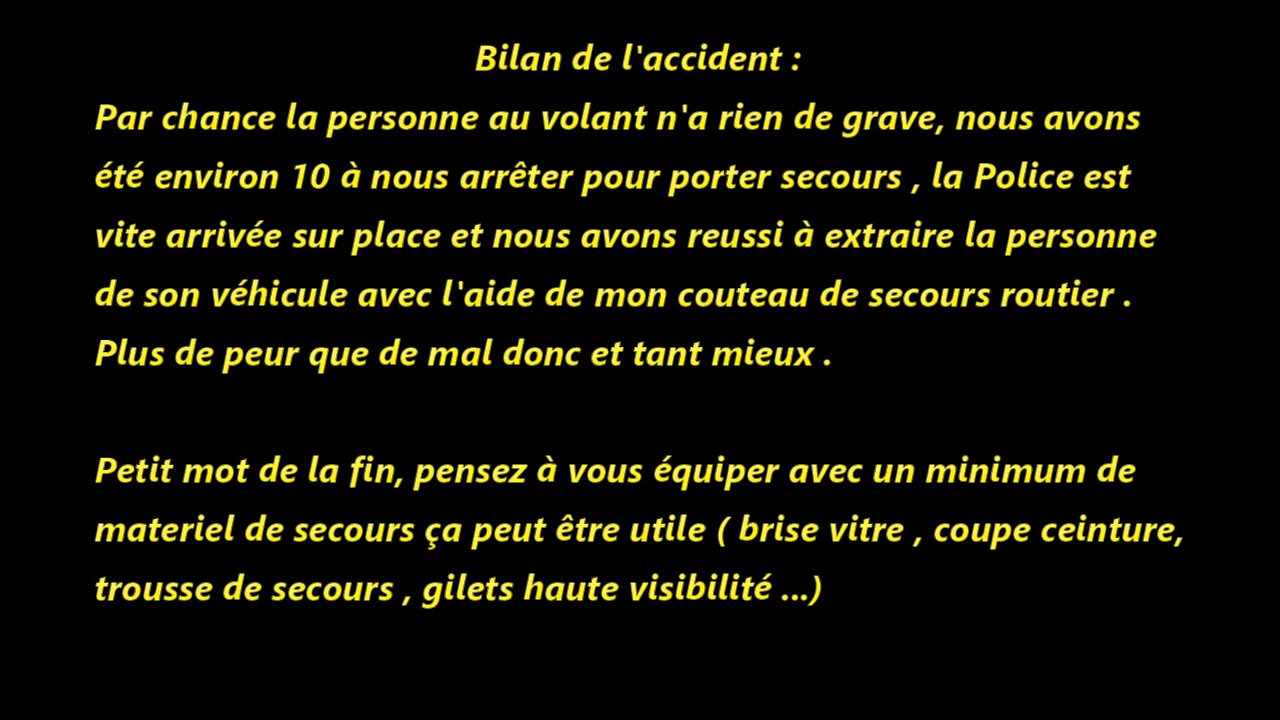 Bilan de l'accident :
Par chance la personne au volant n'a rien de grave, nous avons
été environ 10 à nous arrêter pour porter secours , la Police est
vite arrivée sur place et nous avons reussi à extraire la personne
de son véhicule avec l'aide de mon couteau de secours routier .
Plus de peur que de mal donc et tant mieux .
Petit mot de la fin, pensez à vous équiper avec un minimum de
materiel de secours ça peut être utile ( brise vitre , coupe ceinture,
trousse de secours , gilets haute visibilité ...)